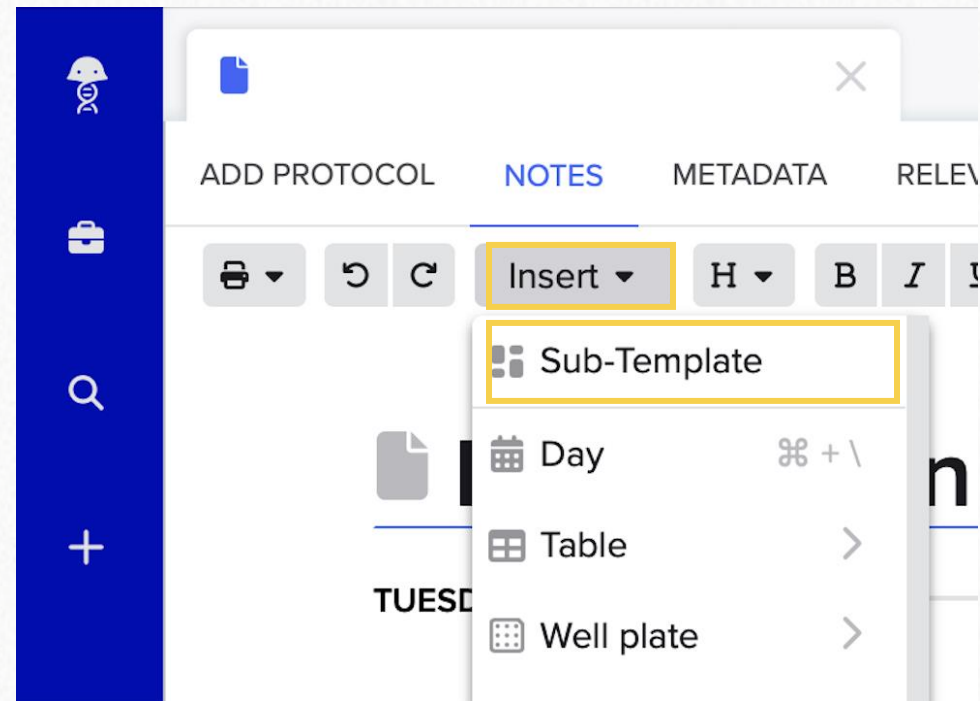 ADD PROTOCOL NOTES METADATA
Insert H B I
Sub-Template
Day ⌘ + \
Table
Well plate